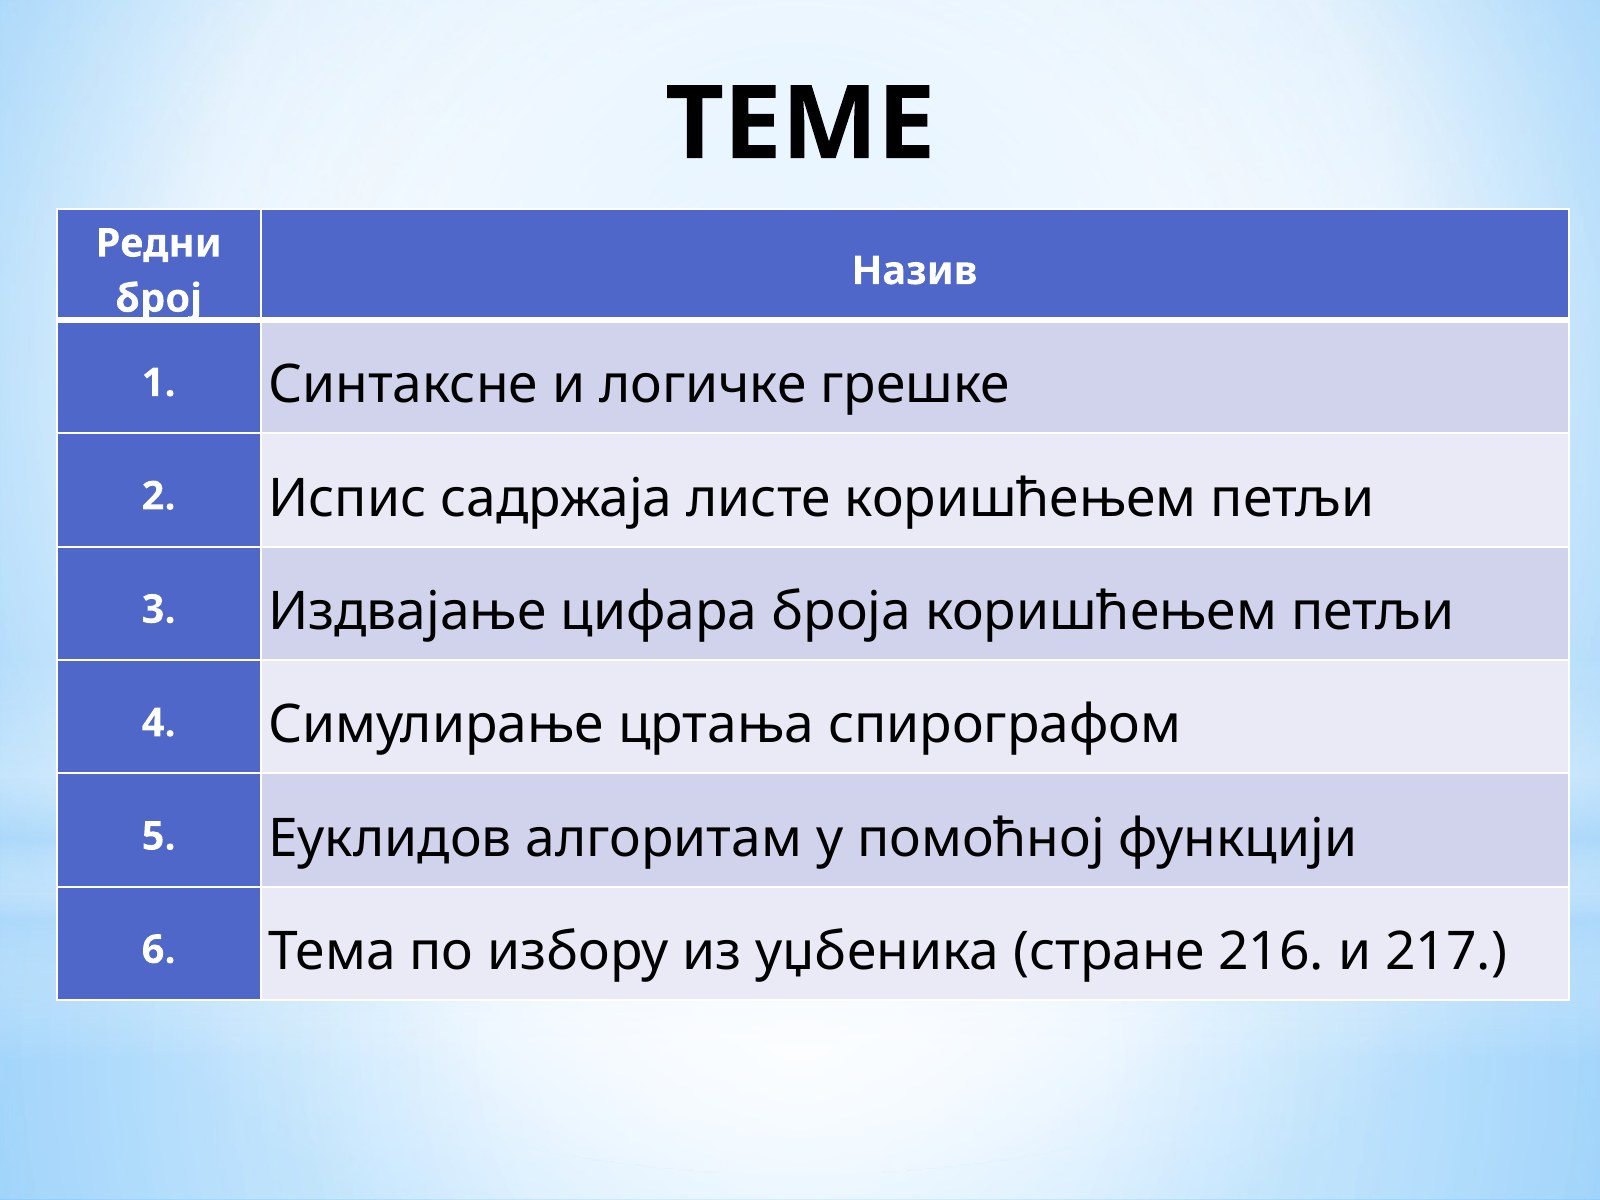 ТЕМЕ
Редни
број
Назив
1.
Синтаксне и логичке грешке
2.
Испис садржаја листе коришћењем петљи
3.
Издвајање цифара броја коришћењем петљи
4.
Симулирање цртања спирографом
5.
Еуклидов алгоритам у помоћној функцији
6.
Тема по избору из уџбеника (стране 216. и 217.)